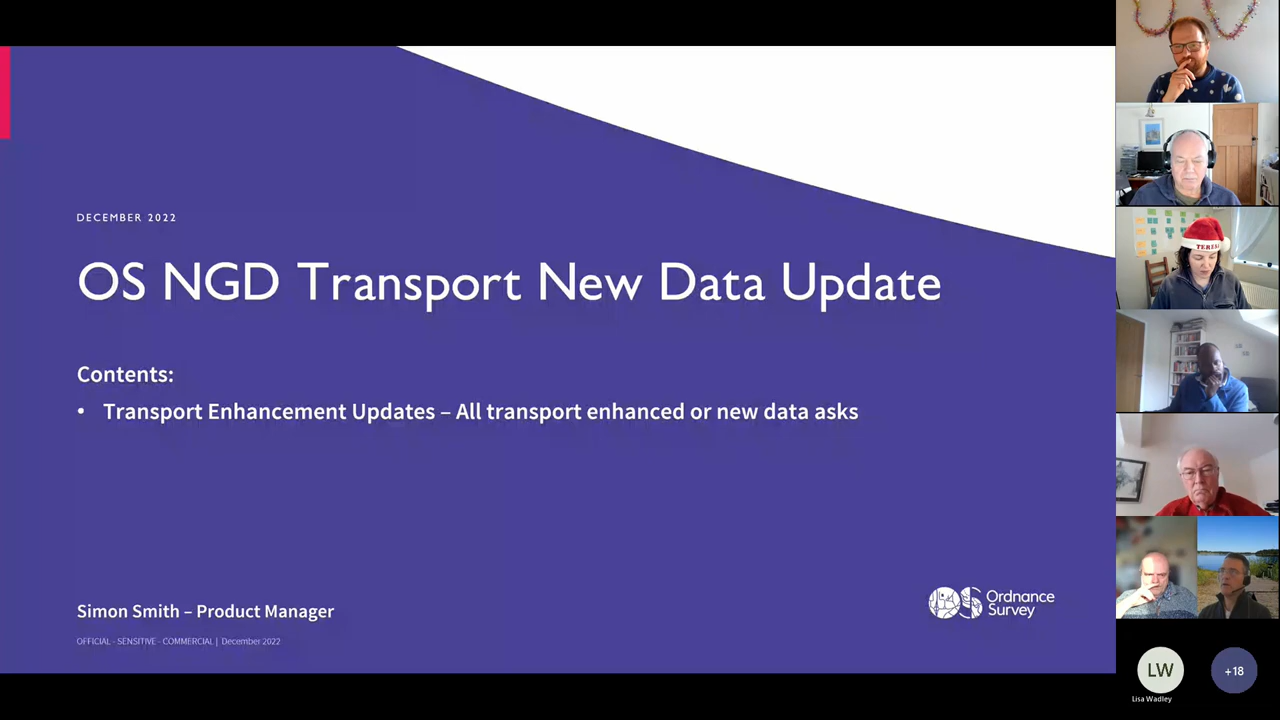 DECEMBER 2022
OS NGD Transport New Data Update
Contents:
• Transport Enhancement Updates – All transport enhanced or new data asks
Simon Smith – Product Manager
OFFICIAL - SENSITIVE - COMMERCIAL | December 2022
Ordnance
Survey
TERESA
LW
+18
Lisa Wadley